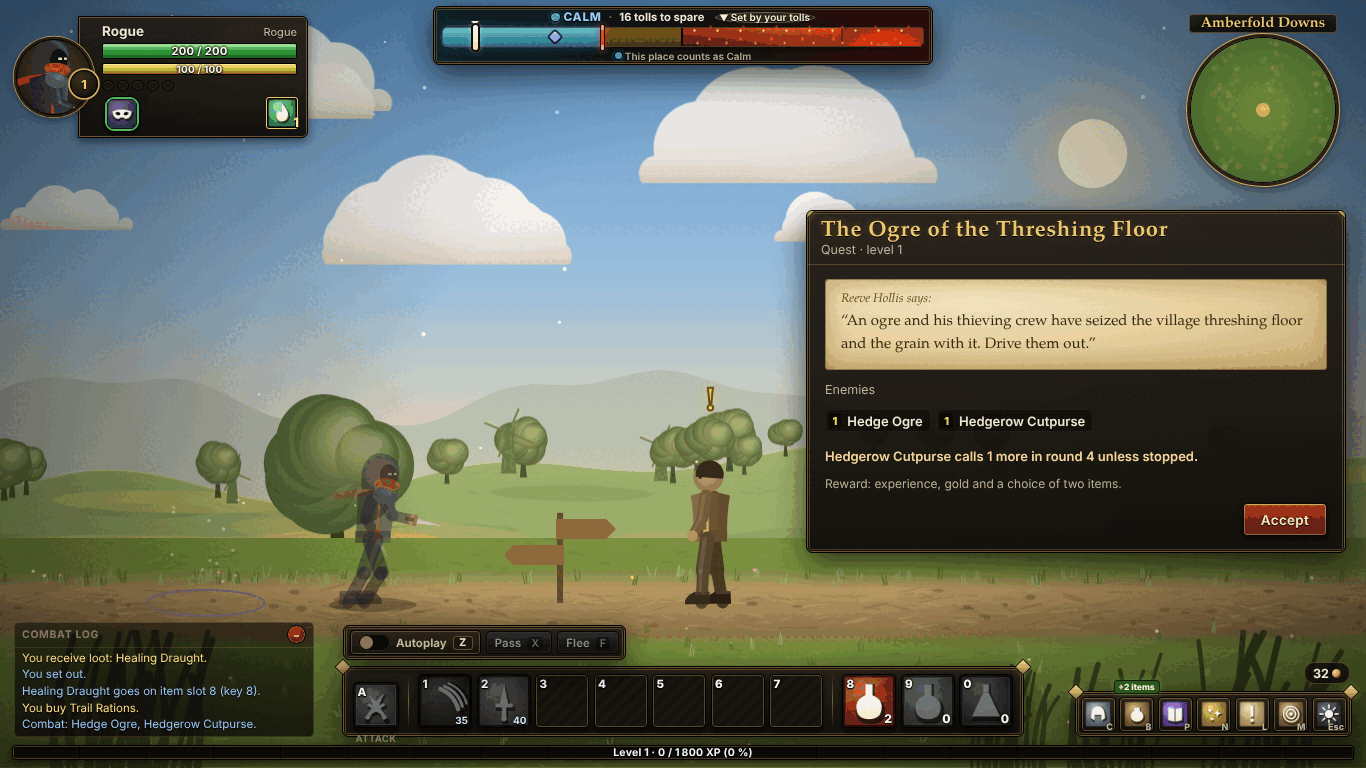 Rogue
Rogue
200 / 200
100 / 100
1
1
CALM · 16 tolls to spare ▼ Set by your tolls
This place counts as Calm
Amberfold Downs
The Ogre of the Threshing Floor
Quest · level 1
Reeve Hollis says:
“An ogre and his thieving crew have seized the village threshing floor
and the grain with it. Drive them out.”
Enemies
1 Hedge Ogre 1 Hedgerow Cutpurse
Hedgerow Cutpurse calls 1 more in round 4 unless stopped.
Reward: experience, gold and a choice of two items.
Accept
!
COMBAT LOG
You receive loot: Healing Draught.
You set out.
Healing Draught goes on item slot 8 (key 8).
You buy Trail Rations.
Combat: Hedge Ogre, Hedgerow Cutpurse.
Autoplay Z Pass X Flee F
A 1 2 3 4 5 6 7 8 9 0
35 40 2 0 0
ATTACK
32
+2 items
C B P N L M Esc
Level 1 · 0 / 1800 XP (0 %)